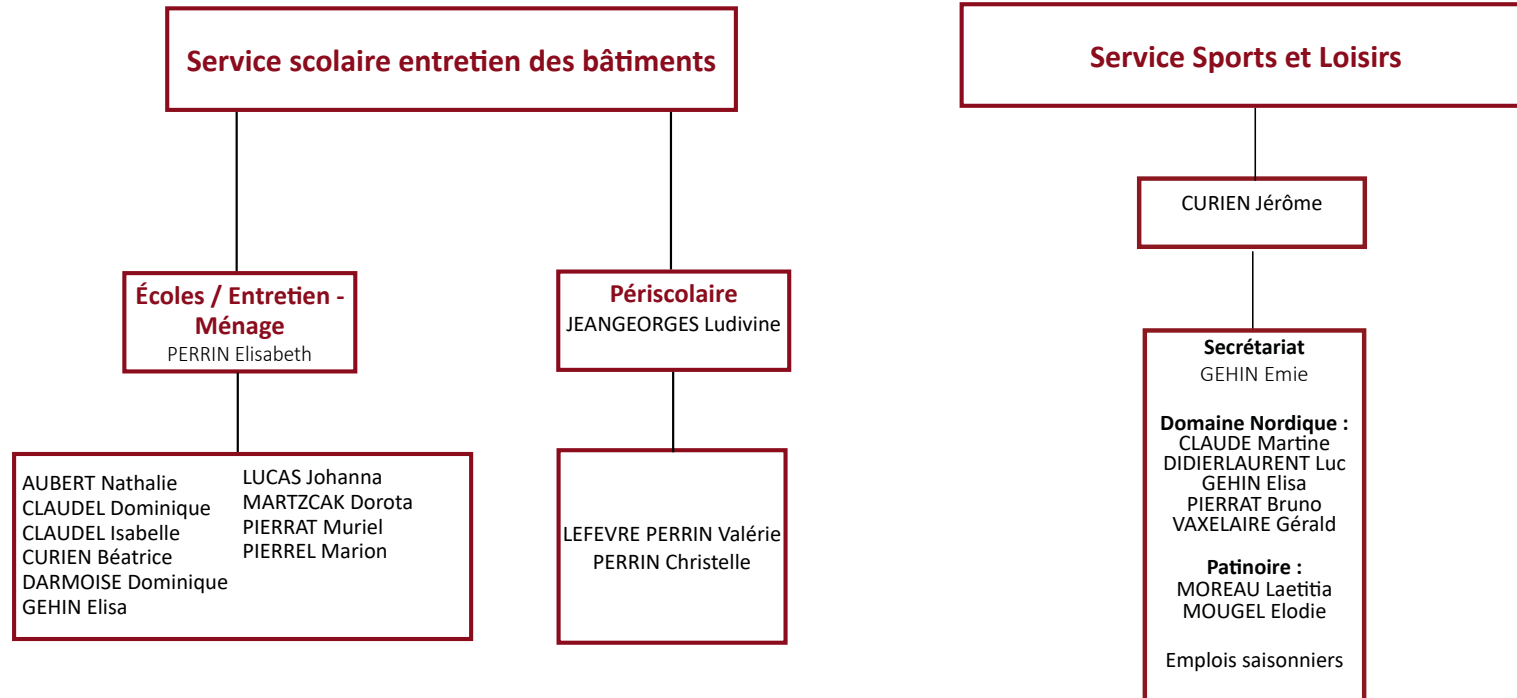 Service scolaire entretien des bâtiments
Écoles / Entretien -
Ménage
PERRIN Elisabeth
AUBERT Nathalie
CLAUDEL Dominique
CLAUDEL Isabelle
CURIEN Béatrice
DARMOISE Dominique
GEHIN Elisa
LUCAS Johanna
MARTZCAK Dorota
PIERRAT Muriel
PIERREL Marion
Périscolaire
JEANGEORGES Ludivine
LEFEVRE PERRIN Valérie
PERRIN Christelle
Service Sports et Loisirs
CURIEN Jérôme
Secrétariat
GEHIN Emie
Domaine Nordique :
CLAUDE Martine
DIDIERLAURENT Luc
GEHIN Elisa
PIERRAT Bruno
VAXELAIRE Gérald
Patinoire :
MOREAU Laetitia
MOUGEL Elodie
Emplois saisonniers